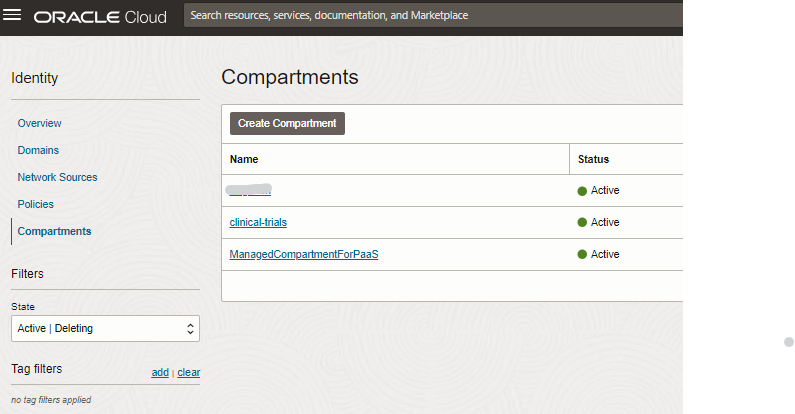 ORACLE Cloud
Search resources, services, documentation, and Marketplace
Identity
Overview
Domains
Network Sources
Policies
Compartments
Filters
State
Active | Deleting
Tag filters
add | clear
no tag filters applied
Compartments
Create Compartment
Name Status
Active
clinical-trials Active
ManagedCompartmentForPaaS Active